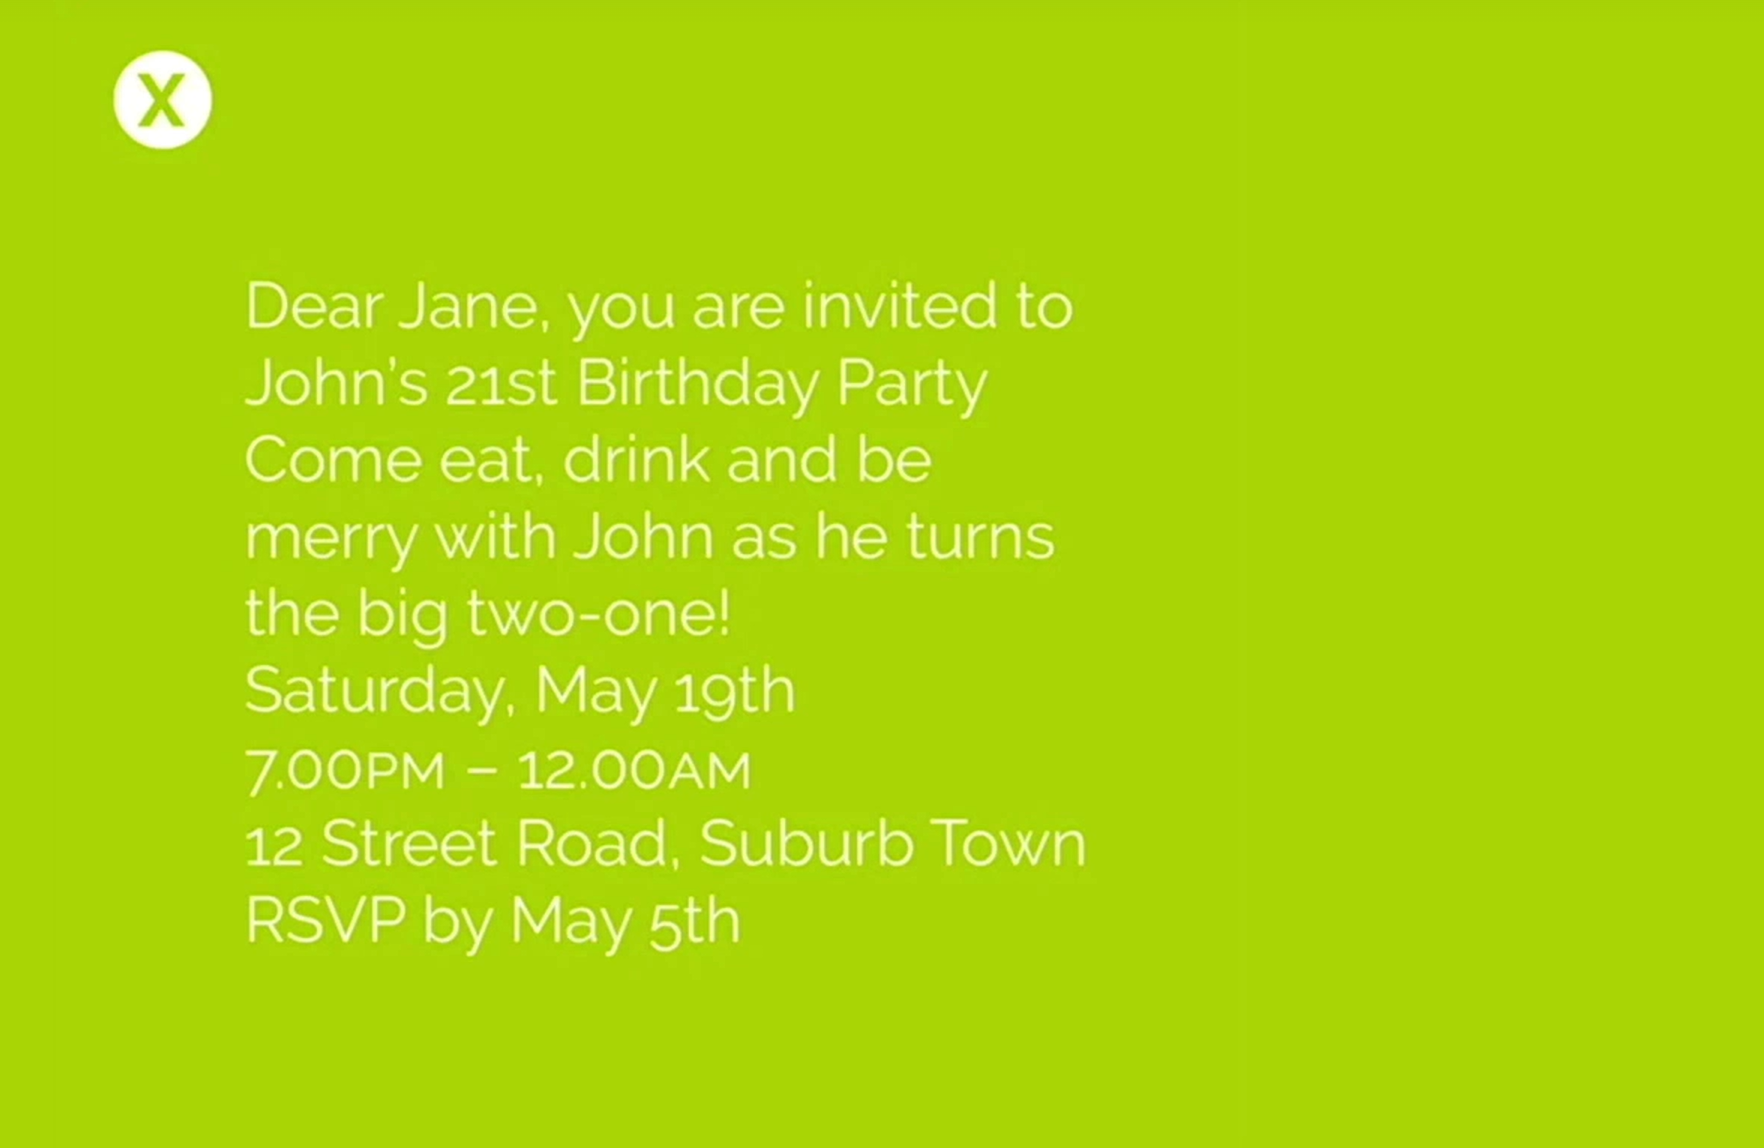 X
Dear Jane, you are invited to
John’s 21st Birthday Party
Come eat, drink and be
merry with John as he turns
the big two-one!
Saturday, May 19th
7.00PM – 12.00AM
12 Street Road, Suburb Town
RSVP by May 5th